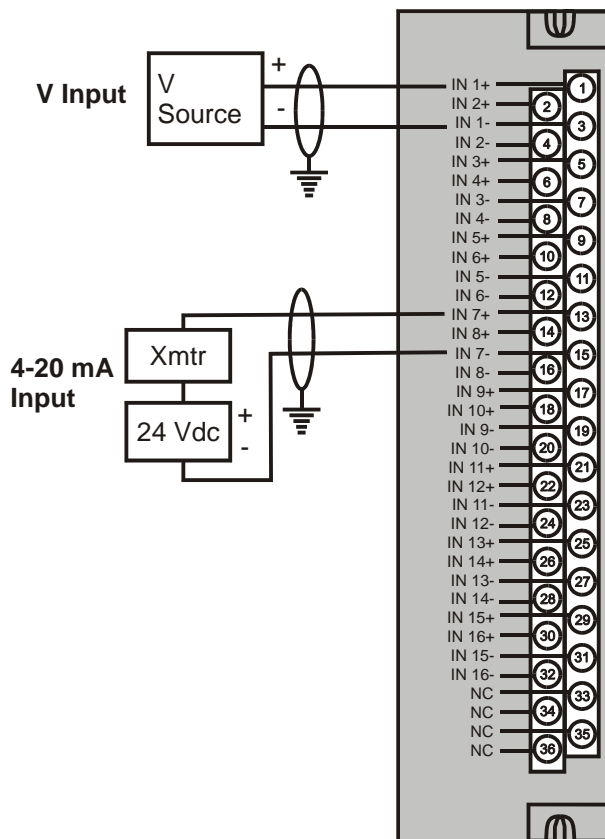 V Input
V
Source
+
-
4-20 mA
Input
Xmtr
24 Vdc
+
-
IN 1+ 1
IN 2+ 2
IN 1- 3
IN 2- 4
IN 3+ 5
IN 4+ 6
IN 3- 7
IN 4- 8
IN 5+ 9
IN 6+ 10
IN 5- 11
IN 6- 12
IN 7+ 13
IN 8+ 14
IN 7- 15
IN 8- 16
IN 9+ 17
IN 10+ 18
IN 9- 19
IN 10- 20
IN 11+ 21
IN 12+ 22
IN 11- 23
IN 12- 24
IN 13+ 25
IN 14+ 26
IN 13- 27
IN 14- 28
IN 15+ 29
IN 16+ 30
IN 15- 31
IN 16- 32
NC 33
NC 34
NC 35
NC 36